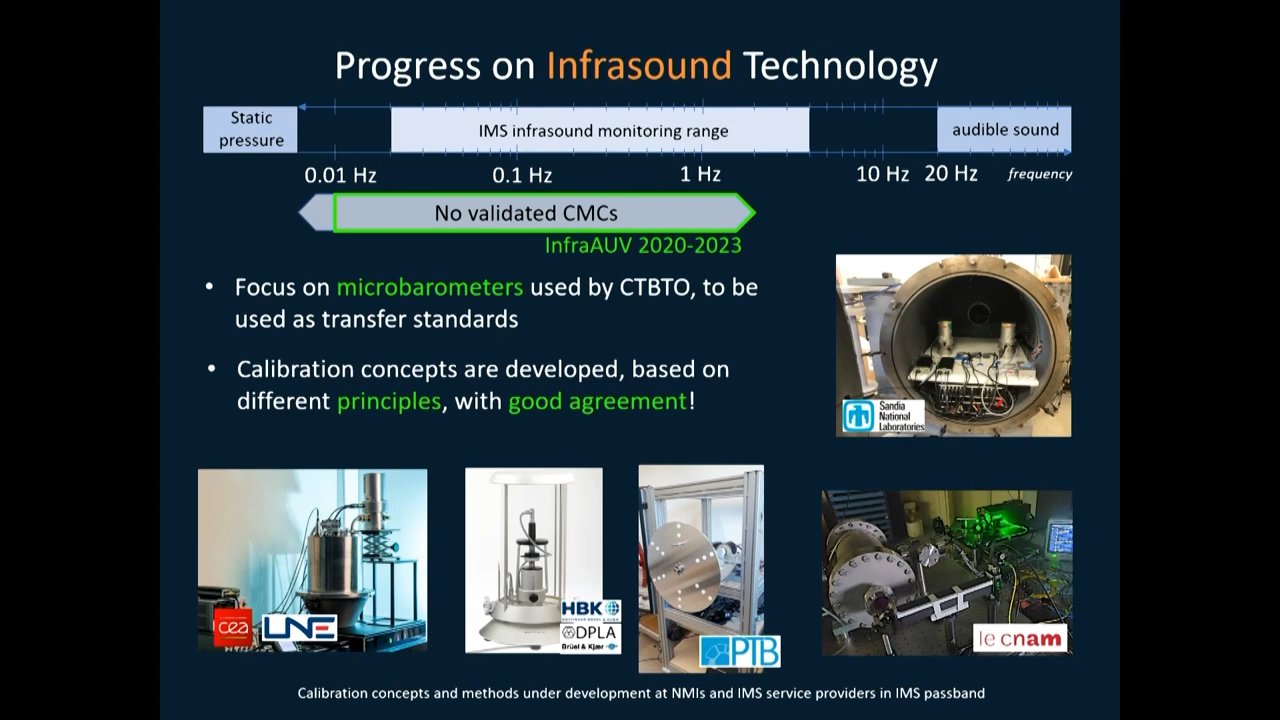 Progress on Infrasound Technology
Static
pressure
IMS infrasound monitoring range
audible sound
0.01 Hz
0.1 Hz
1 Hz
10 Hz
20 Hz
frequency
No validated CMCs
InfraAUV 2020-2023
• Focus on microbarometers used by CTBTO, to be
used as transfer standards
• Calibration concepts are developed, based on
different principles, with good agreement!
Sandia
National
Laboratories
cea
LNE
HBK
DPLA
Brüel & Kjær
PTB
le cnam
Calibration concepts and methods under development at NMIs and IMS service providers in IMS passband